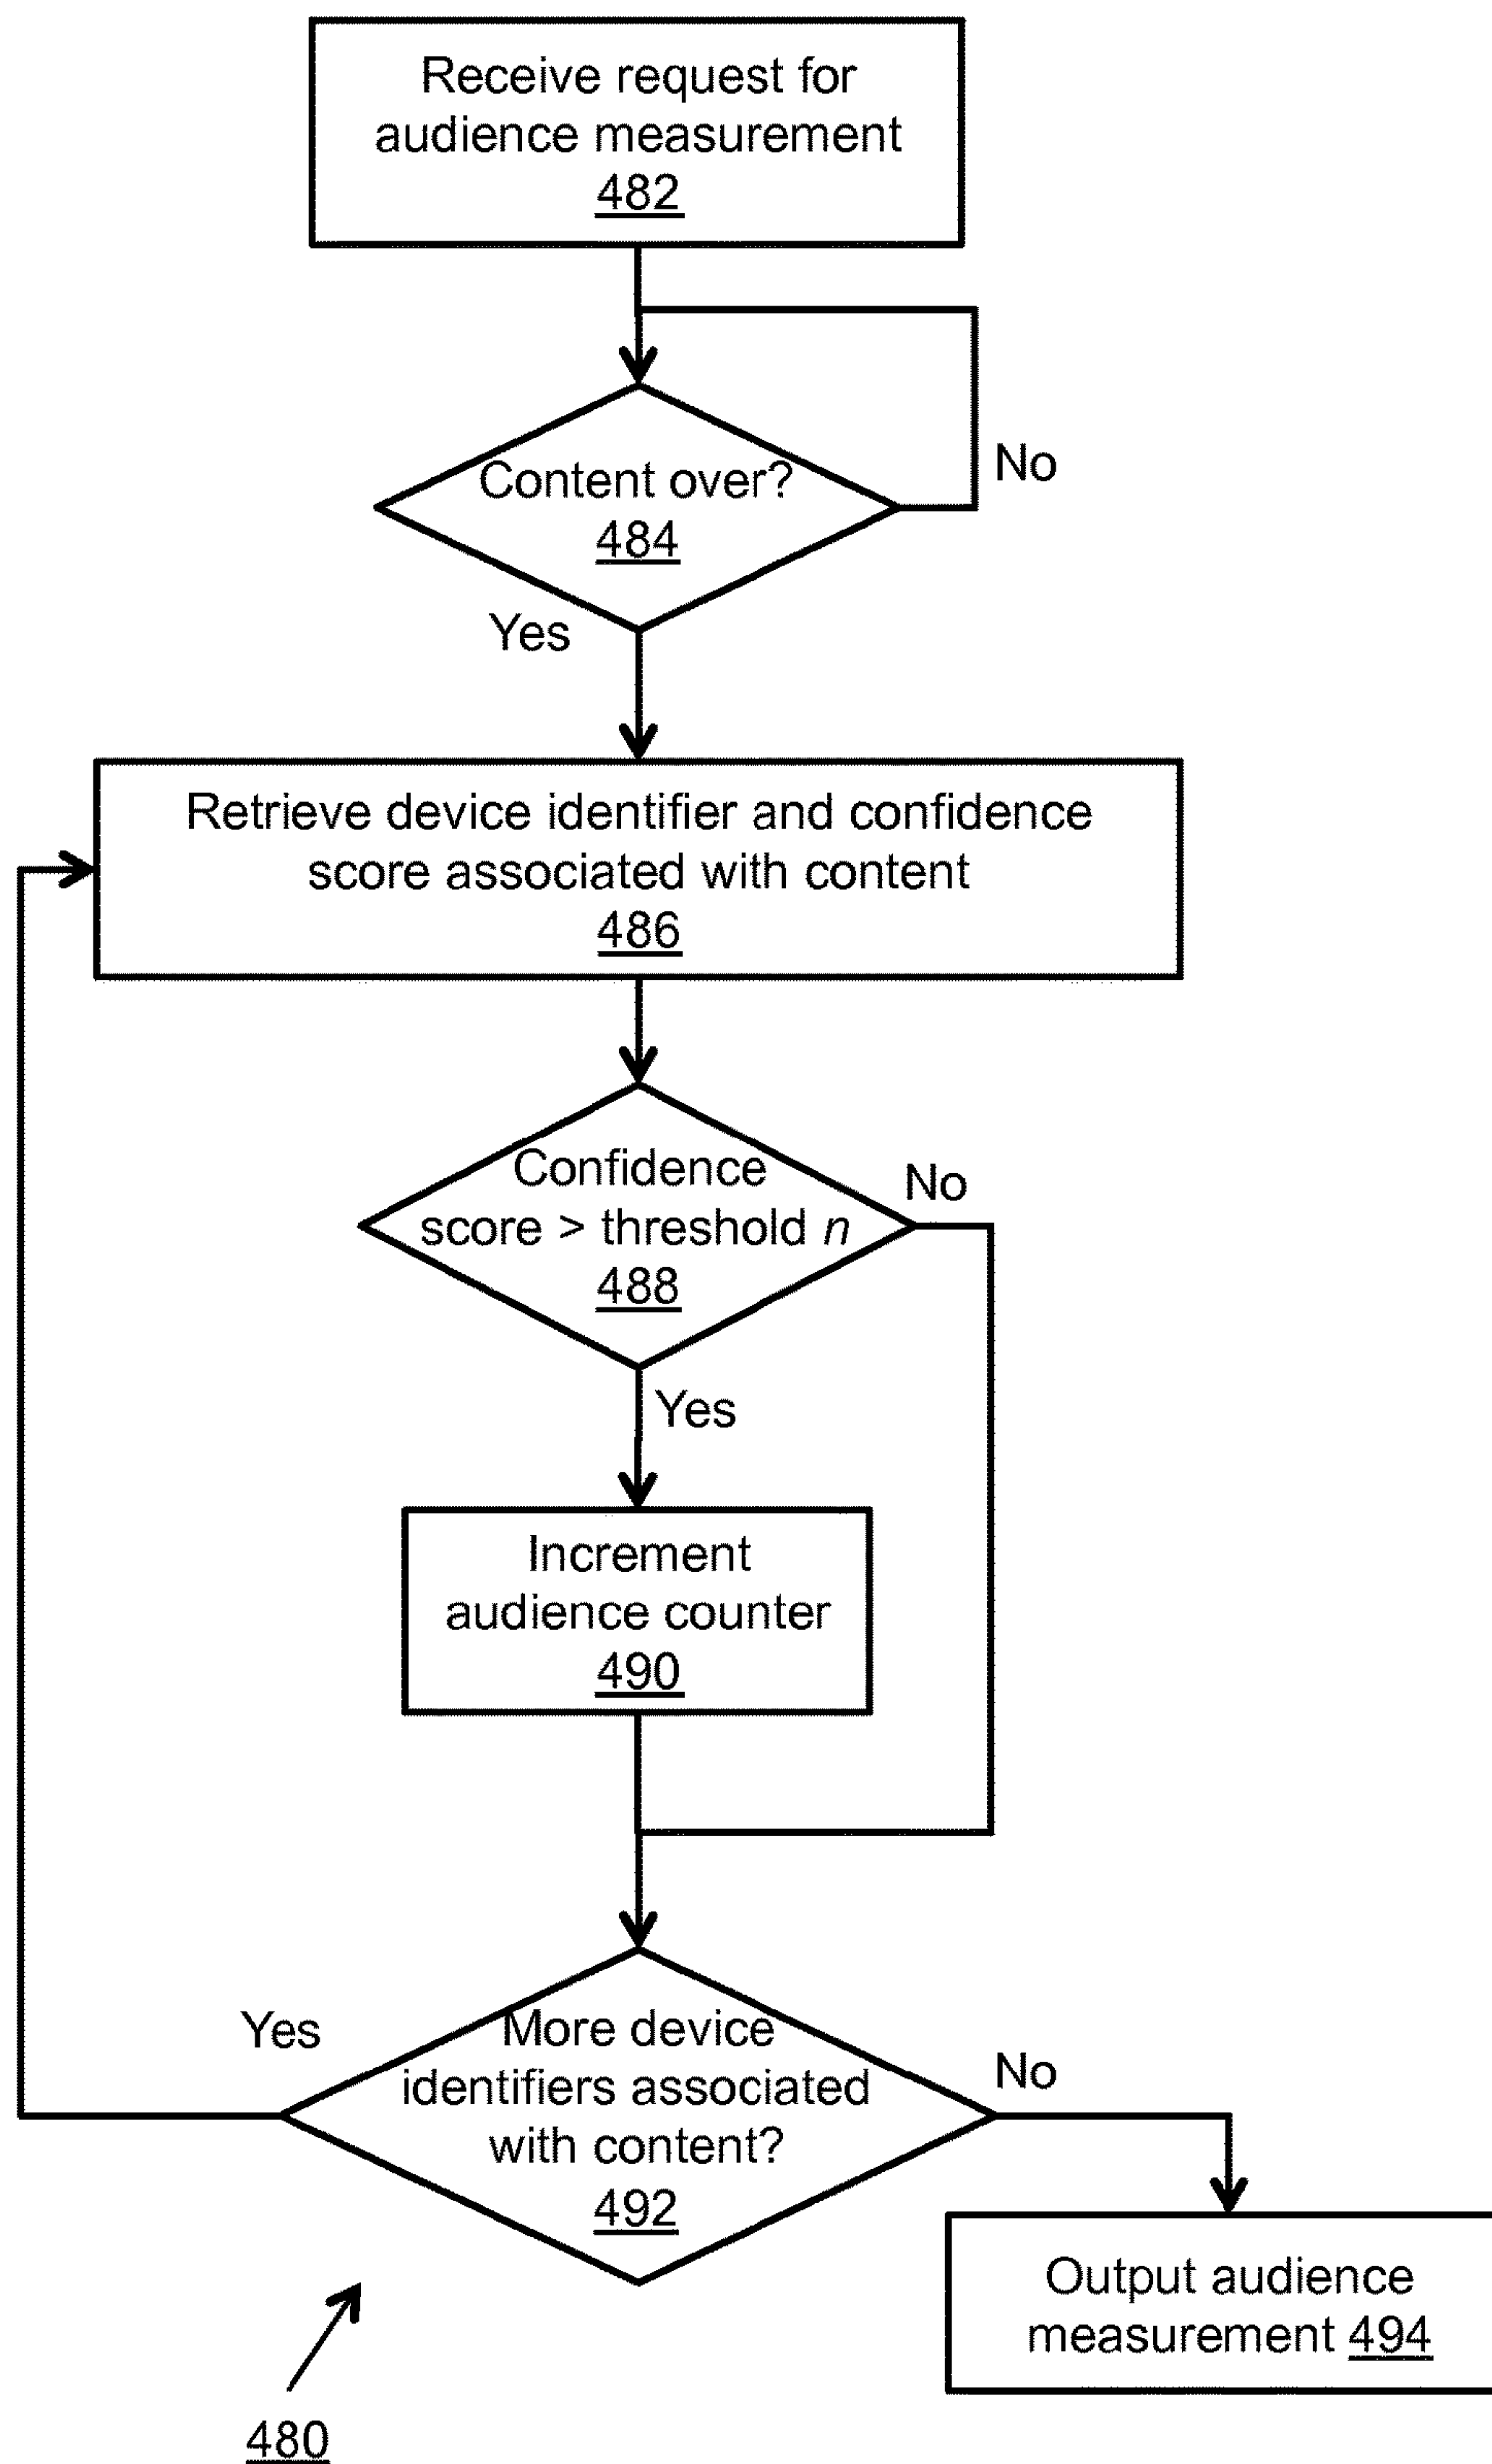 Receive request for
audience measurement
482
Content over?
484
No
Yes
Retrieve device identifier and confidence
score associated with content
486
Confidence
score > threshold n
488
No
Yes
Increment
audience counter
490
More device
identifiers associated
with content?
492
Yes
No
Output audience
measurement 494
480